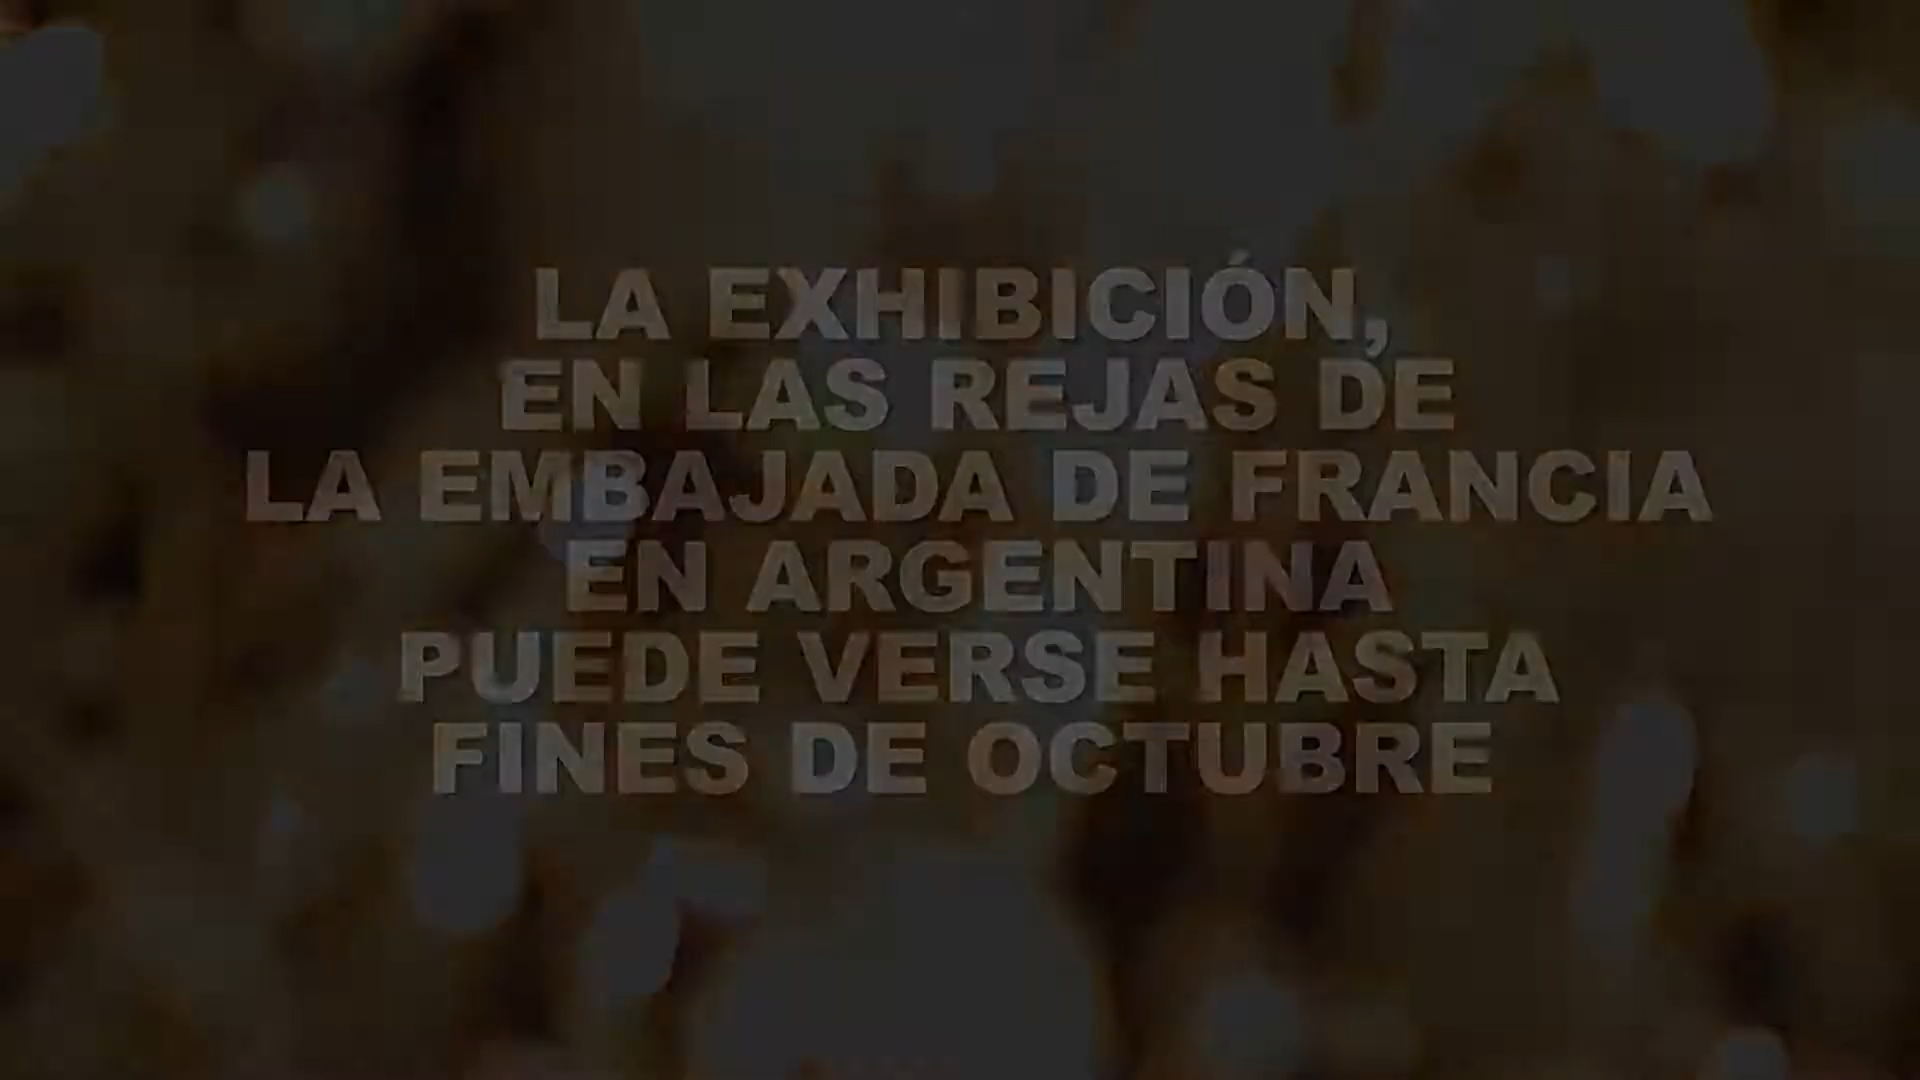 LA EXHIBICIÓN,
EN LAS REJAS DE
LA EMBAJADA DE FRANCIA
EN ARGENTINA
PUEDE VERSE HASTA
FINES DE OCTUBRE